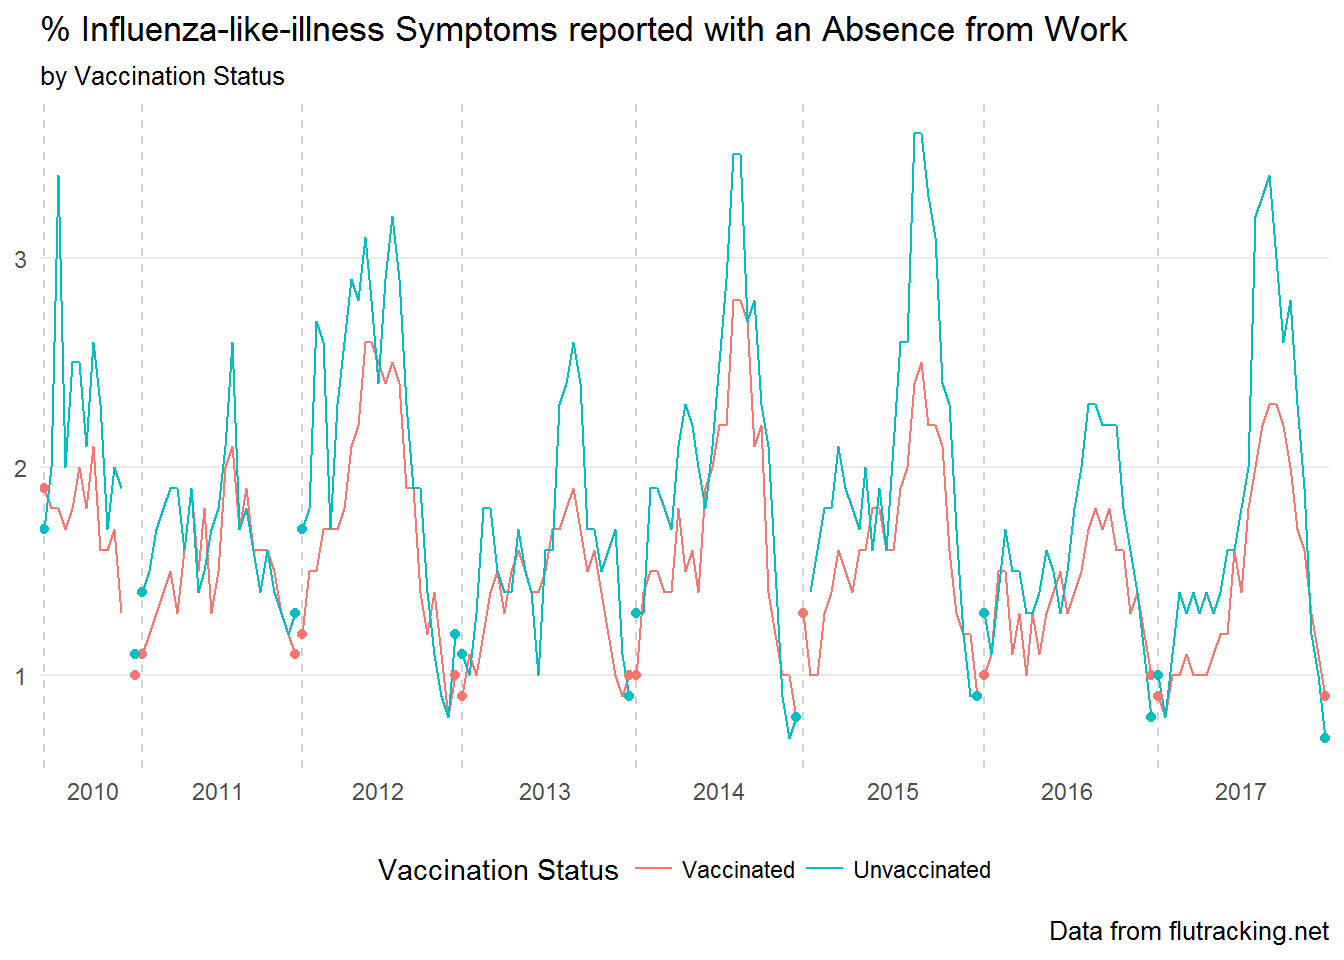 % Influenza-like-illness Symptoms reported with an Absence from Work
by Vaccination Status
3
2
1
2010 2011 2012 2013 2014 2015 2016 2017
Vaccination Status Vaccinated Unvaccinated
Data from flutracking.net